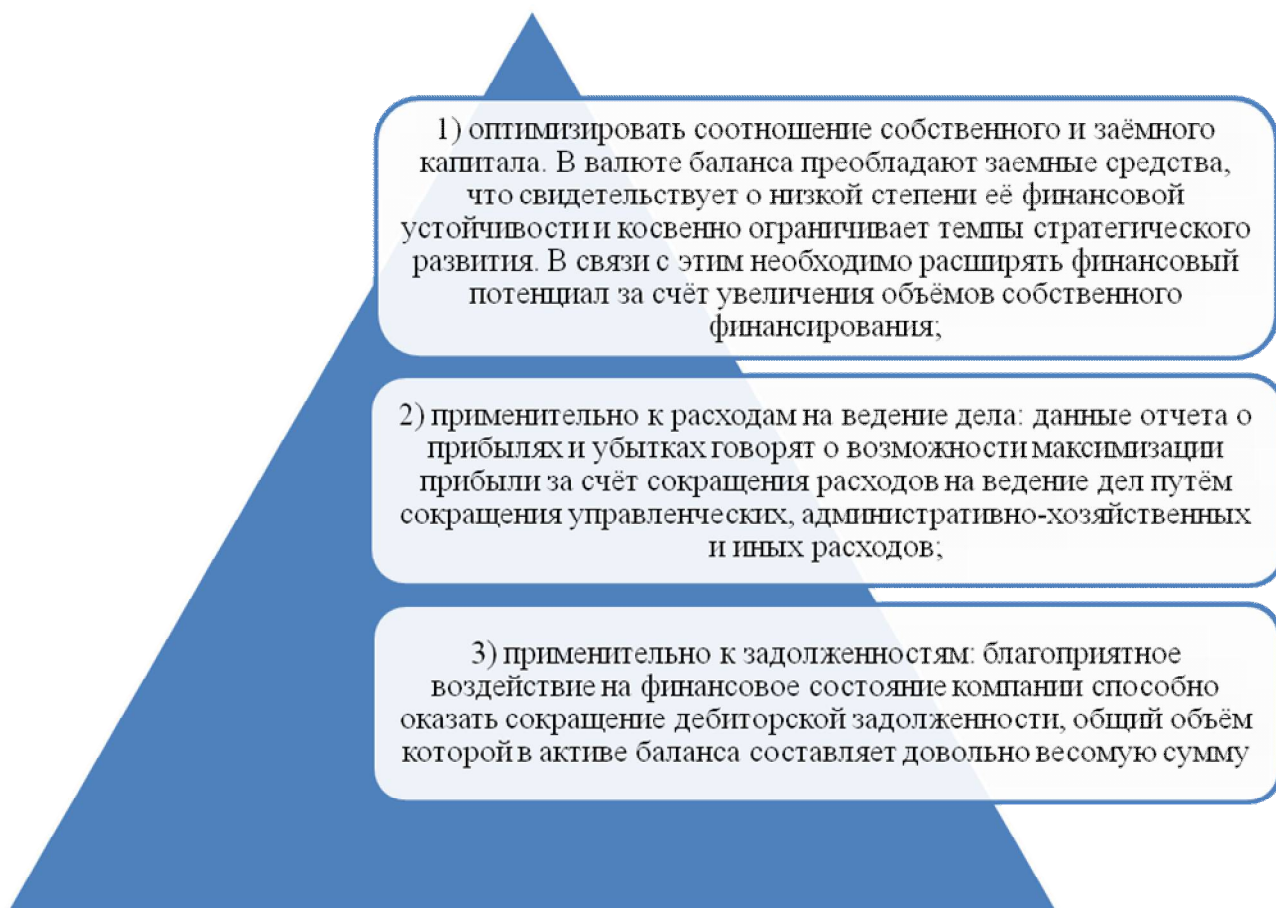 1) оптимизировать соотношение собственного и заёмного
капитала. В валюте баланса преобладают заемные средства,
что свидетельствует о низкой степени её финансовой
устойчивости и косвенно ограничивает темпы стратегического
развития. В связи с этим необходимо расширять финансовый
потенциал за счёт увеличения объёмов собственного
финансирования;
2) применительно к расходам на ведение дела: данные отчета о
прибылях и убытках говорят о возможности максимизации
прибыли за счёт сокращения расходов на ведение дел путём
сокращения управленческих, административно-хозяйственных
и иных расходов;
3) применительно к задолженностям: благоприятное
воздействие на финансовое состояние компании способно
оказать сокращение дебиторской задолженности, общий объём
которой в активе баланса составляет довольно весомую сумму